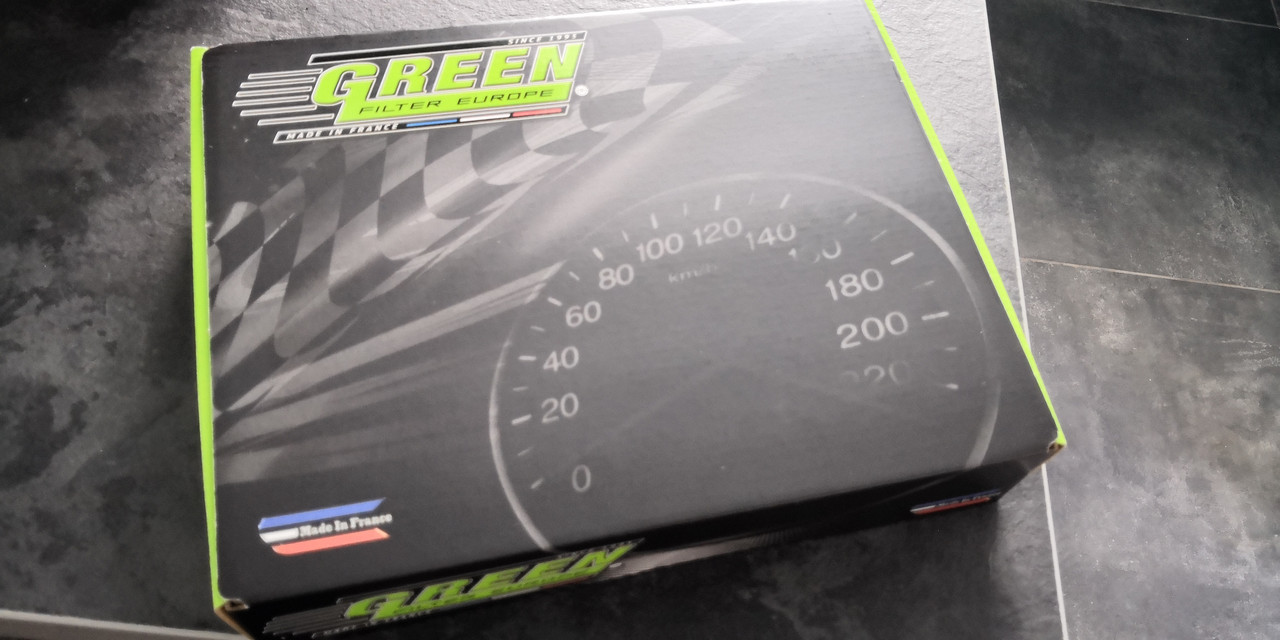 SINCE 1991
GREEN
FILTER EUROPE
MADE IN FRANCE
100 120 140
80
km/h
180
60
200
40
20
0
Made In France
GREEN